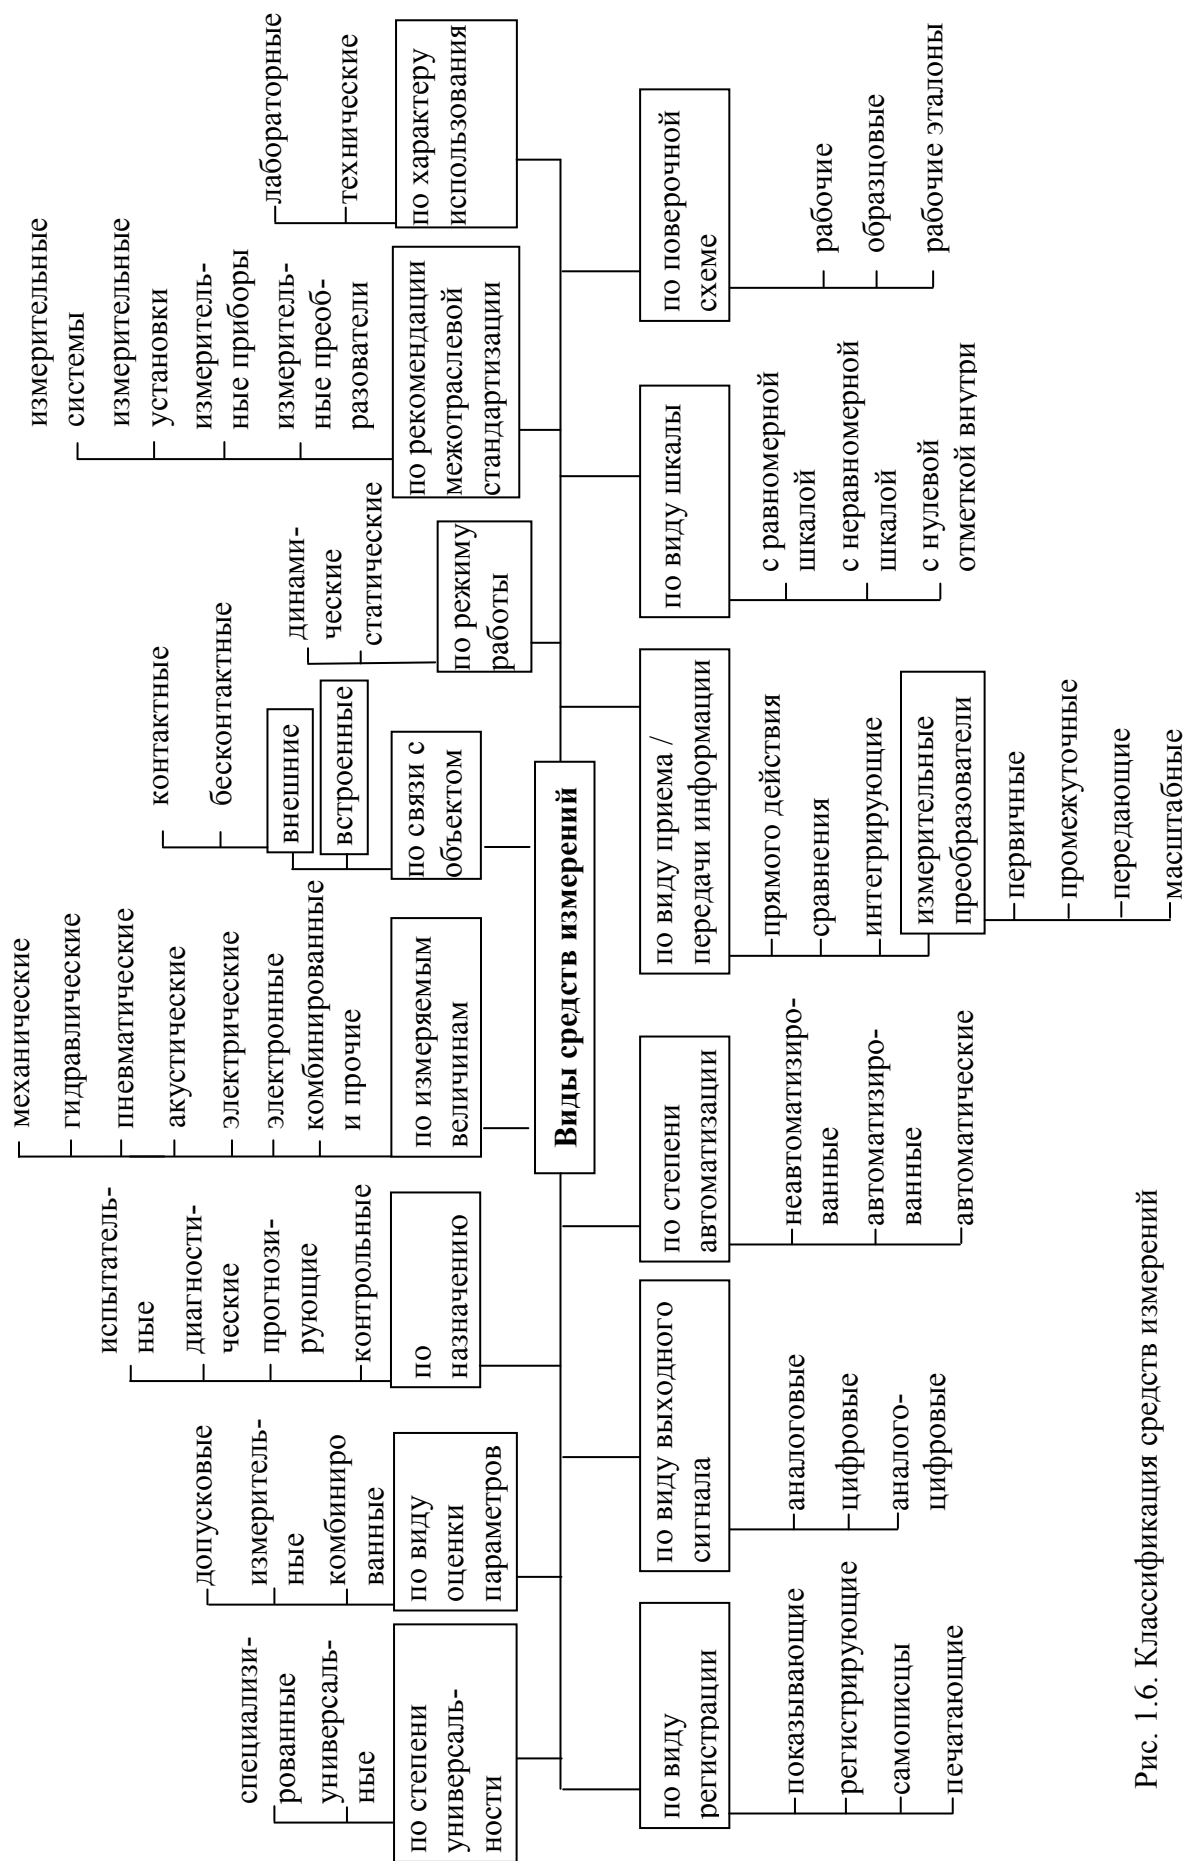 специализи-
рованные
универсаль-
ные
по степени
универсаль-
ности
допусковые
измеритель-
ные
комбиниро
ванные
по виду
оценки
параметров
испытатель-
ные
диагности-
ческие
прогнози-
рующие
контрольные
по
назначению
механические
гидравлические
пневматические
акустические
электрические
электронные
комбинированные
и прочие
по измеряемым
величинам
контактные
бесконтактные
внешние
встроенные
по связи с
объектом
динами-
ческие
статические
по режиму
работы
измерительные
системы
измерительные
установки
измеритель-
ные приборы
измеритель-
ные преоб-
разователи
по рекомендации
межотраслевой
стандартизации
лабораторные
технические
по характеру
использования
Виды средств измерений
по виду
регистрации
показывающие
регистрирующие
самописцы
печатающие
по виду выходного
сигнала
аналоговые
цифровые
аналого-
цифровые
по степени
автоматизации
неавтоматизиро-
ванные
автоматизиро-
ванные
автоматические
по виду приема /
передачи информации
прямого действия
сравнения
интегрирующие
измерительные
преобразователи
первичные
промежуточные
передающие
масштабные
по виду шкалы
с равномерной
шкалой
с неравномерной
шкалой
с нулевой
отметкой внутри
по поверочной
схеме
рабочие
образцовые
рабочие эталоны
Рис. 1.6. Классификация средств измерений